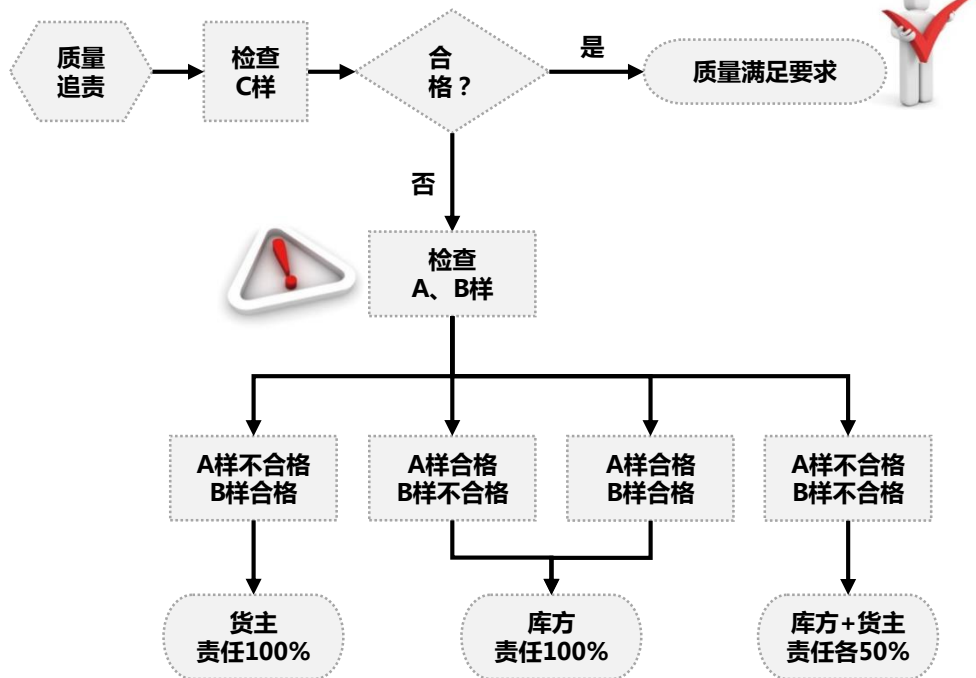 质量
追责
检查
C样
合
格？
是
质量满足要求
否
检查
A、B样
A样不合格
B样合格
A样合格
B样不合格
A样合格
B样合格
A样不合格
B样不合格
货主
责任100%
库方
责任100%
库方+货主
责任各50%